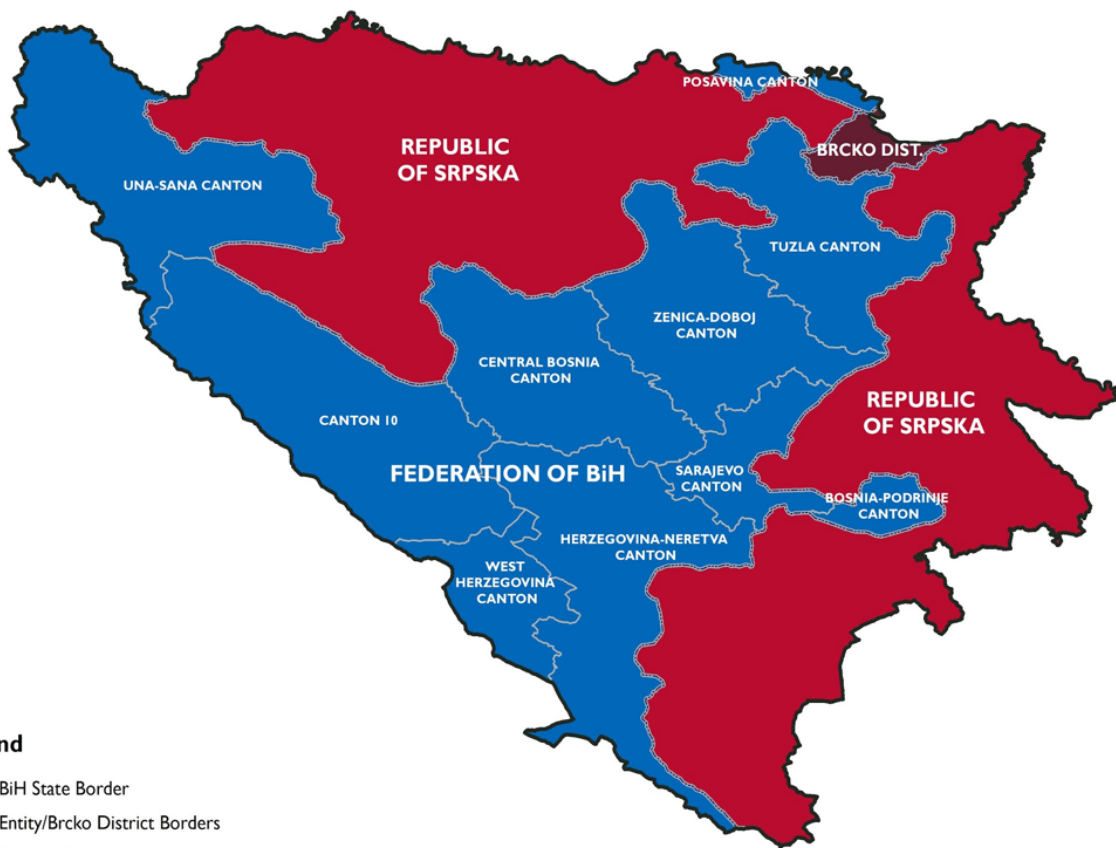 POSAVINA CANTON
REPUBLIC
OF SRPSKA
BRCKO DIST.
UNA-SANA CANTON
TUZLA CANTON
ZENICA-DOBOJ
CANTON
CENTRAL BOSNIA
CANTON
REPUBLIC
OF SRPSKA
CANTON 10
FEDERATION OF BiH
SARAJEVO
CANTON
BOSNIA-PODRINJE
CANTON
HERZEGOVINA-NERETVA
CANTON
WEST
HERZEGOVINA
CANTON
nd
BiH State Border
Entity/Brcko District Borders